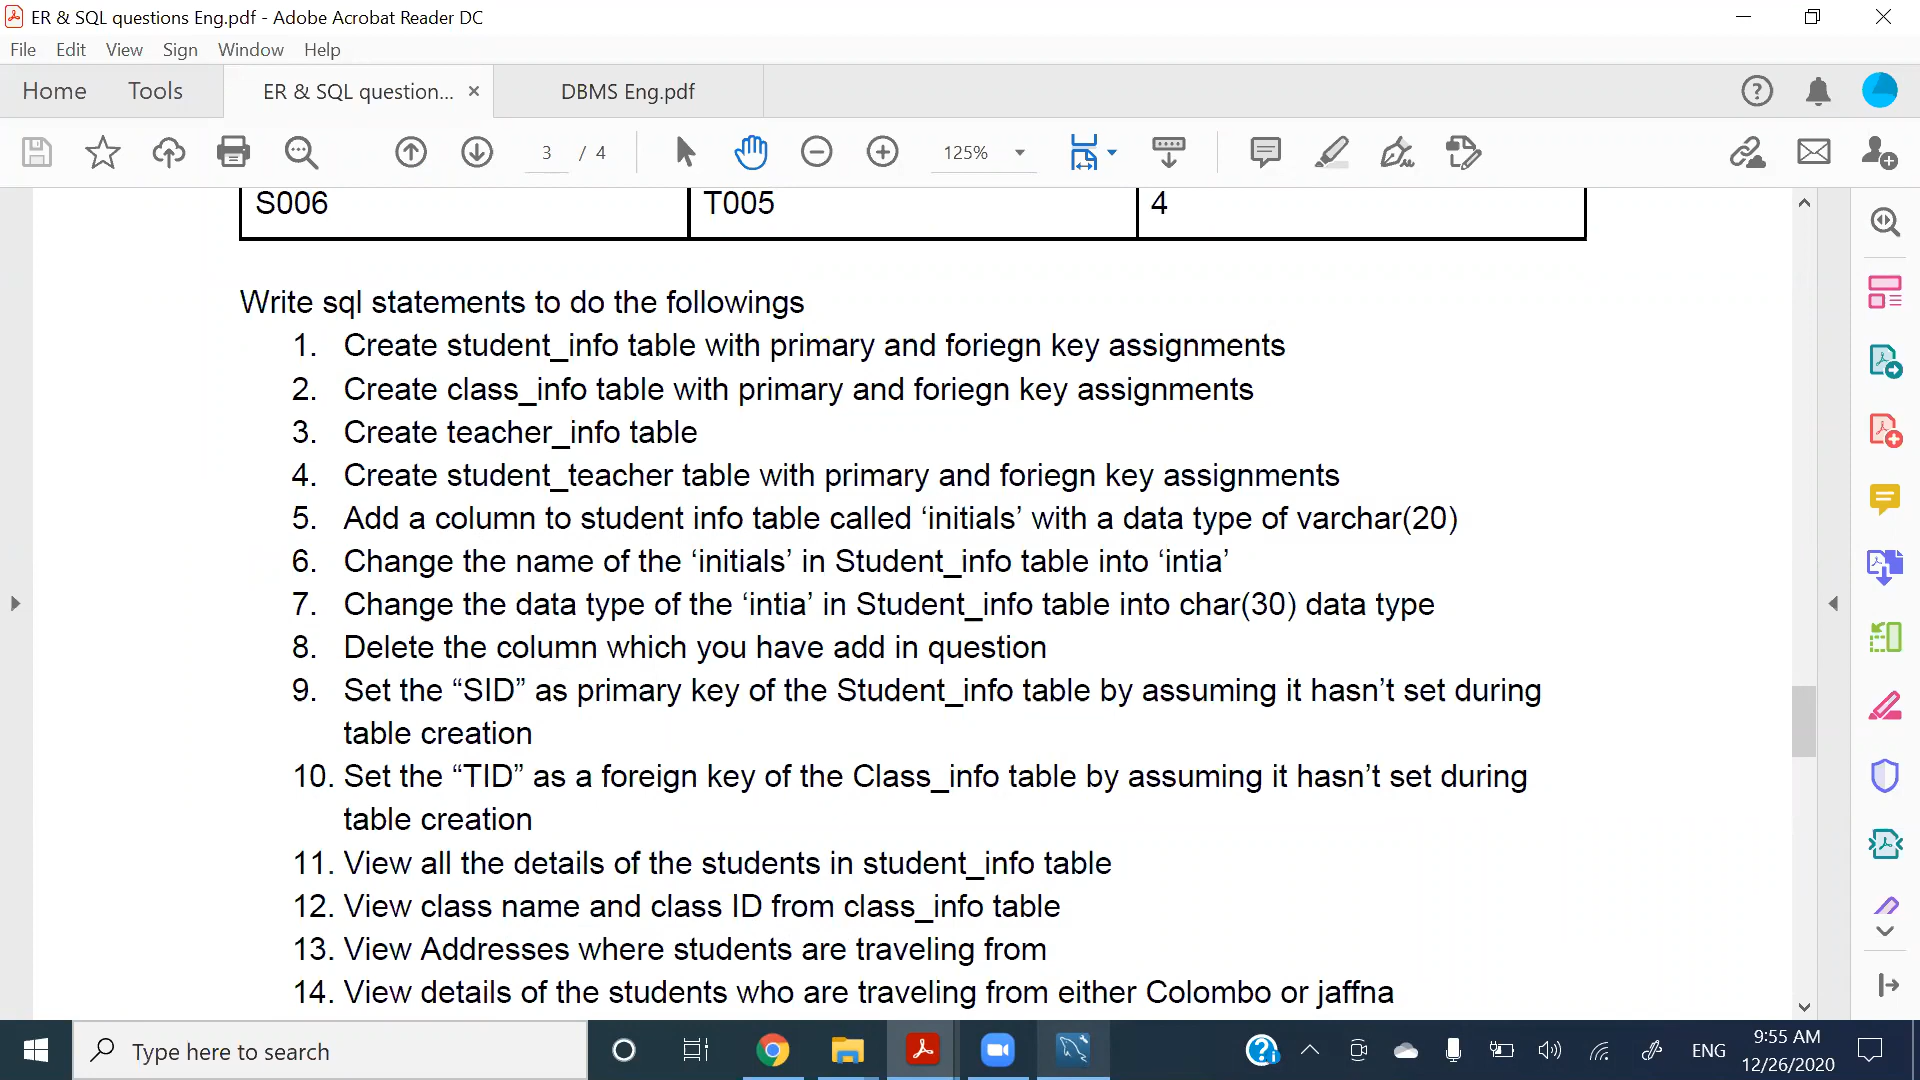 ER & SQL questions Eng.pdf - Adobe Acrobat Reader DC
File Edit View Sign Window Help
Home Tools ER & SQL question... × DBMS Eng.pdf
3 / 4 125%
S006 T005 4
Write sql statements to do the followings
1. Create student_info table with primary and foriegn key assignments
2. Create class_info table with primary and foriegn key assignments
3. Create teacher_info table
4. Create student_teacher table with primary and foriegn key assignments
5. Add a column to student info table called ‘initials’ with a data type of varchar(20)
6. Change the name of the ‘initials’ in Student_info table into ‘intia’
7. Change the data type of the ‘intia’ in Student_info table into char(30) data type
8. Delete the column which you have add in question
9. Set the “SID” as primary key of the Student_info table by assuming it hasn’t set during
table creation
10. Set the “TID” as a foreign key of the Class_info table by assuming it hasn’t set during
table creation
11. View all the details of the students in student_info table
12. View class name and class ID from class_info table
13. View Addresses where students are traveling from
14. View details of the students who are traveling from either Colombo or jaffna
Type here to search
ENG
9:55 AM
12/26/2020